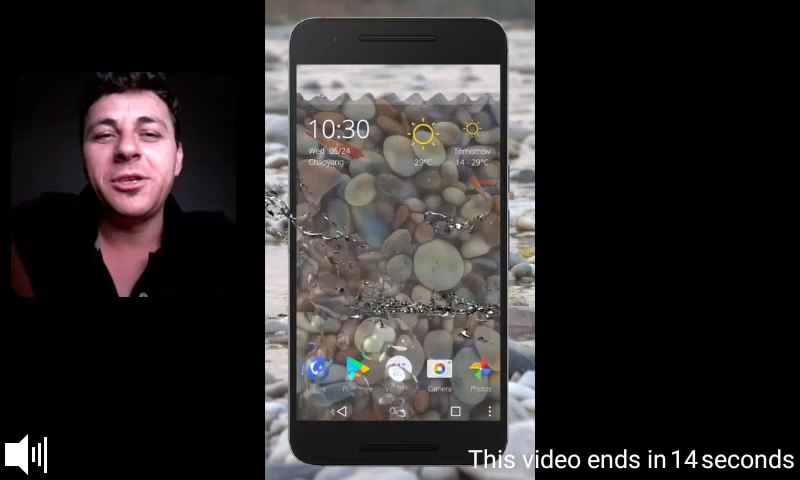 10:30
Wed 05/24
Chaoyang
29°C
Tomorrow
14 - 29°C
Camera
Photos
This video ends in 14 seconds